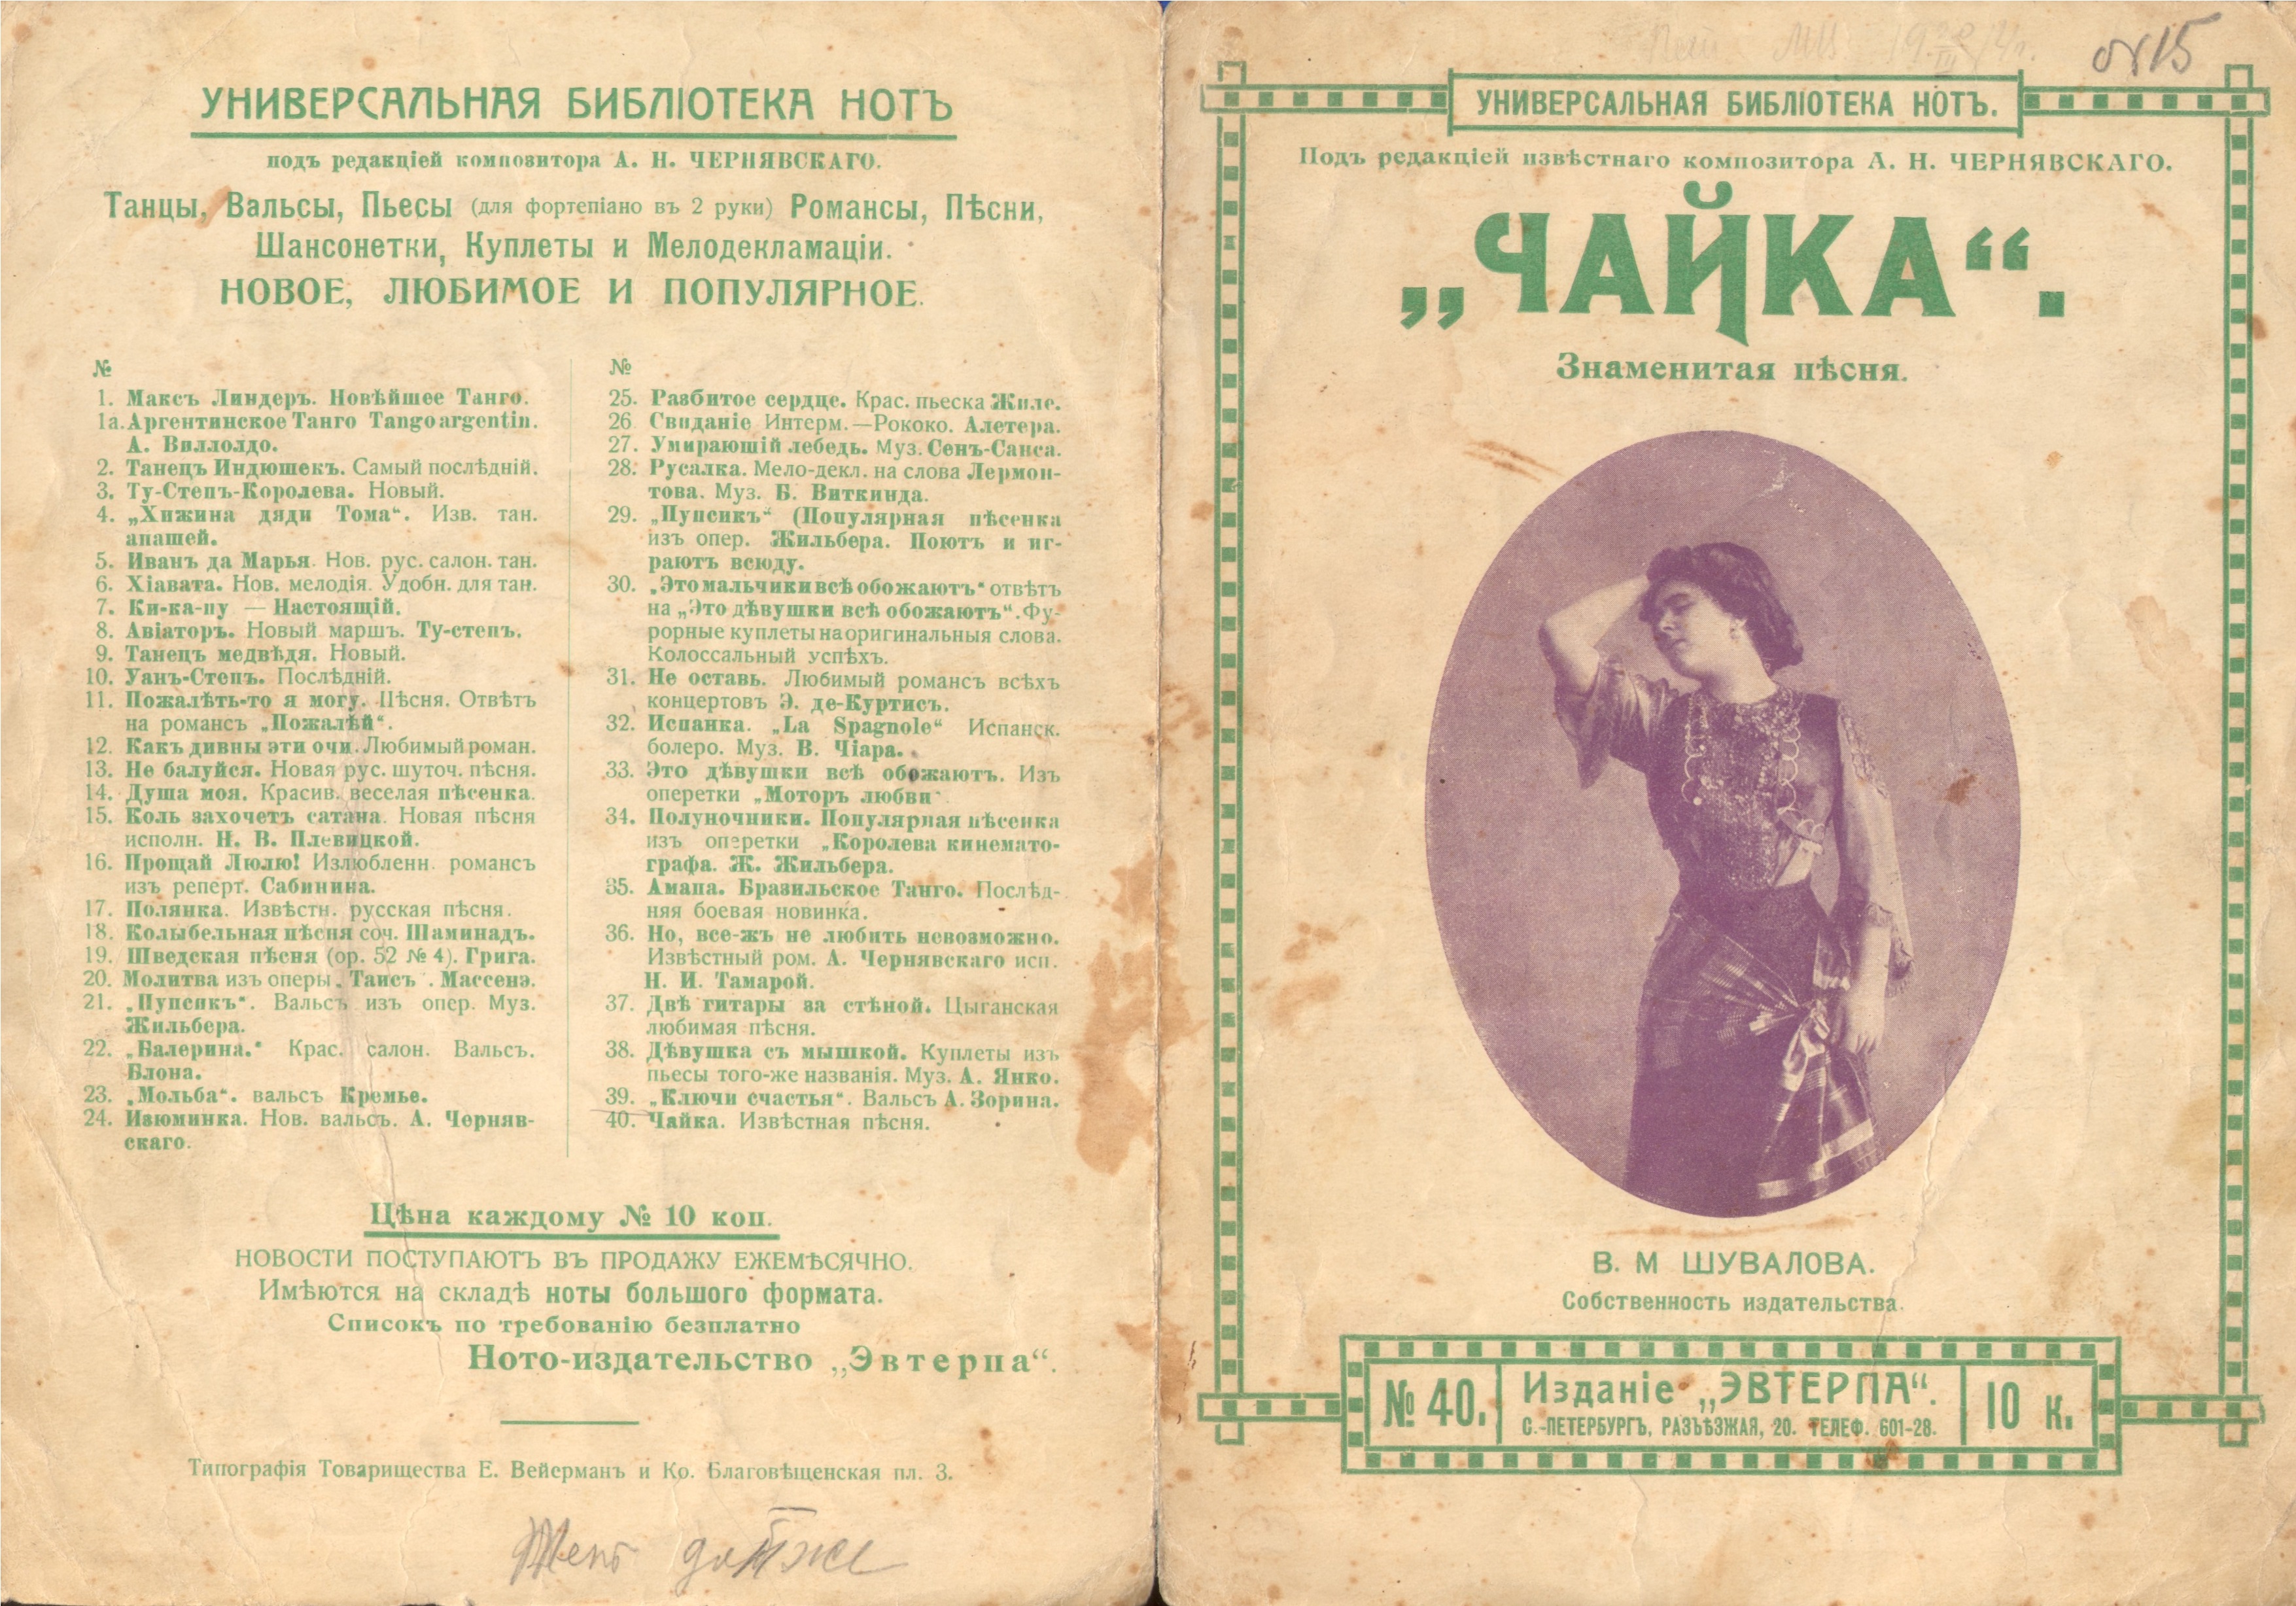 УНИВЕРСАЛЬНАЯ БИБЛІОТЕКА НОТЪ
подъ редакціей композитора А. Н. ЧЕРНЯВСКАГО.
Танцы, Вальсы, Пьесы (для фортепіано въ 2 руки) Романсы, Пѣсни,
Шансонетки, Куплеты и Мелодекламаціи.
НОВОЕ, ЛЮБИМОЕ И ПОПУЛЯРНОЕ.
№
1. Максъ Линдеръ. Новѣйшее Танго.
1а. Аргентинское Танго Tango argentin.
А. Виллолдо.
2. Танецъ Индюшекъ. Самый послѣдній.
3. Ту-Степъ-Королева. Новый.
4. „Хижина дяди Тома“. Изв. тан.
апашей.
5. Иванъ да Марья. Нов. рус. салон. тан.
6. Хіавата. Нов. мелодія. Удобн. для тан.
7. Ки-ка-пу — Настоящій.
8. Авіаторъ. Новый маршъ. Ту-степъ.
9. Танецъ медвѣдя. Новый.
10. Уанъ-Степъ. Послѣдній.
11. Пожалѣть-то я могу. Пѣсня. Отвѣтъ
на романсъ „Пожалѣй“.
12. Какъ дивны эти очи. Любимый роман.
13. Не балуйся. Новая рус. шуточ. пѣсня.
14. Душа моя. Красив. веселая пѣсенка.
15. Коль захочетъ сатана. Новая пѣсня
исполн. Н. В. Плевицкой.
16. Прощай Люлю! Излюбленн. романсъ
изъ реперт. Сабинина.
17. Полянка. Извѣстн. русская пѣсня.
18. Колыбельная пѣсня соч. Шаминадъ.
19. Шведская пѣсня (ор. 52 № 4). Грига.
20. Молитва изъ оперы „Таисъ“. Массенэ.
21. „Пупсикъ“. Вальсъ изъ опер. Муз.
Жильбера.
22. „Балерина.“ Крас. салон. Вальсъ.
Блона.
23. „Мольба“. вальсъ Кремье.
24. Изюминка. Нов. вальсъ. А. Черняв-
скаго.
№
25. Разбитое сердце. Крас. пьеска Жиле.
26 Свиданіе Интерм.—Рококо. Алетера.
27. Умирающій лебедь. Муз. Сенъ-Санса.
28. Русалка. Мело-декл. на слова Лермон-
това. Муз. Б. Виткинда.
29. „Пупсикъ“ (Популярная пѣсенка
изъ опер. Жильбера. Поютъ и иг-
раютъ всюду.
30. „Это мальчики всѣ обожаютъ“ отвѣтъ
на „Это дѣвушки всѣ обожаютъ“. Фу-
рорные куплеты на оригинальныя слова.
Колоссальный успѣхъ.
31. Не оставь. Любимый романсъ всѣхъ
концертовъ Э. де-Куртисъ.
32. Испанка. „La Spagnole“ Испанск.
болеро. Муз. В. Чіара.
33. Это дѣвушки всѣ обожаютъ. Изъ
оперетки „Моторъ любви“.
34. Полуночники. Популярная пѣсенка
изъ оперетки „Королева кинемато-
графа. Ж. Жильбера.
35. Амапа. Бразильское Танго. Послѣд-
няя боевая новинка.
36. Но, все-жъ не любить невозможно.
Извѣстный ром. А. Чернявскаго исп.
Н. И. Тамарой.
37. Двѣ гитары за стѣной. Цыганская
любимая пѣсня.
38. Дѣвушка съ мышкой. Куплеты изъ
пьесы того-же названія. Муз. А. Янко.
39. „Ключи счастья“. Вальсъ А. Зорина.
40. Чайка. Извѣстная пѣсня.
Цѣна каждому № 10 коп.
НОВОСТИ ПОСТУПАЮТЪ ВЪ ПРОДАЖУ ЕЖЕМѢСЯЧНО.
Имѣются на складѣ ноты большого формата.
Списокъ по требованію безплатно
Ното-издательство „Эвтерпа“.
Типографія Товарищества Е. Вейерманъ и Ко. Благовѣщенская пл. 3.
15
УНИВЕРСАЛЬНАЯ БИБЛІОТЕКА НОТЪ.
Подъ редакціей извѣстнаго композитора А. Н. ЧЕРНЯВСКАГО.
„ЧАЙКА“.
Знаменитая пѣсня.
В. М ШУВАЛОВА.
Собственность издательства.
№ 40.
Изданіе „ЭВТЕРПА“.
С.-ПЕТЕРБУРГЪ, РАЗЪѢЗЖАЯ, 20. ТЕЛЕФ. 601-28.
10 к.